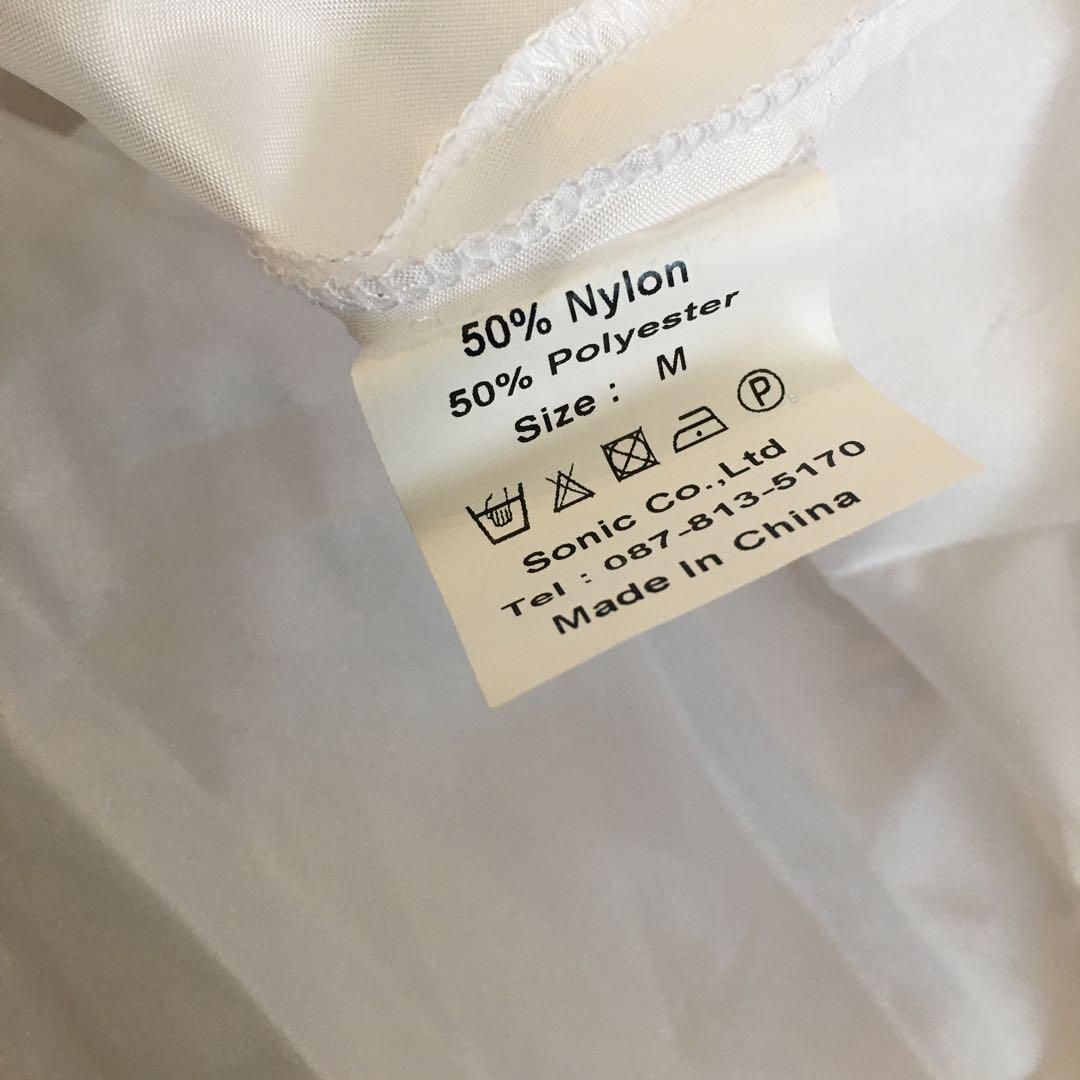 50% Nylon
50% Polyester
Size : M
P
Sonic Co.,Ltd
Tel : 087-813-5170
Made In China